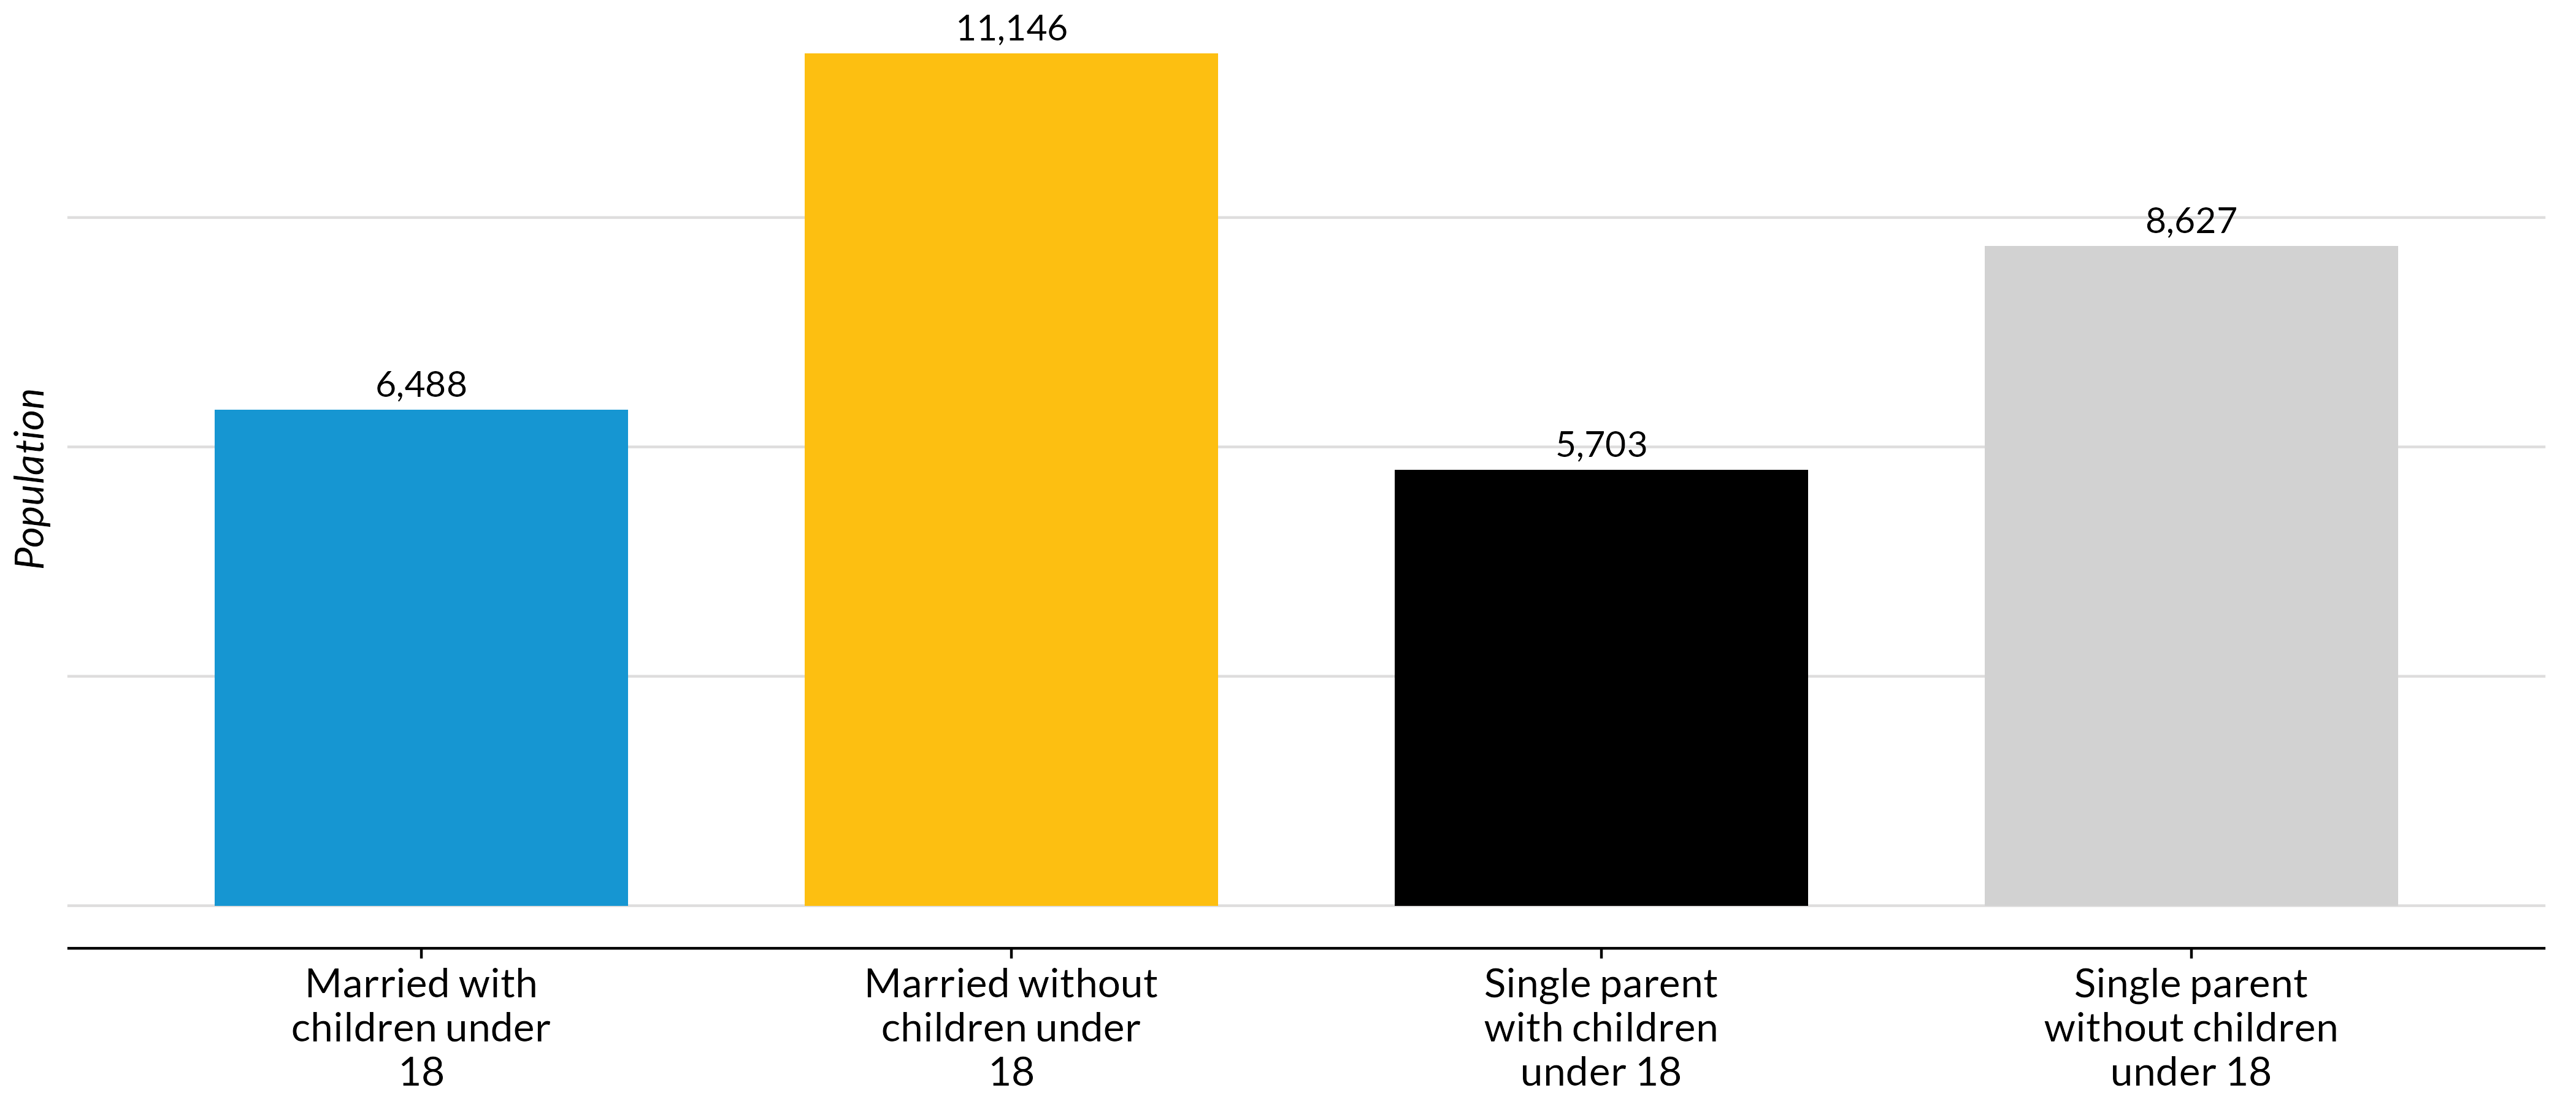 11,146
8,627
6,488
5,703
Population
Married with
children under
18
Married without
children under
18
Single parent
with children
under 18
Single parent
without children
under 18